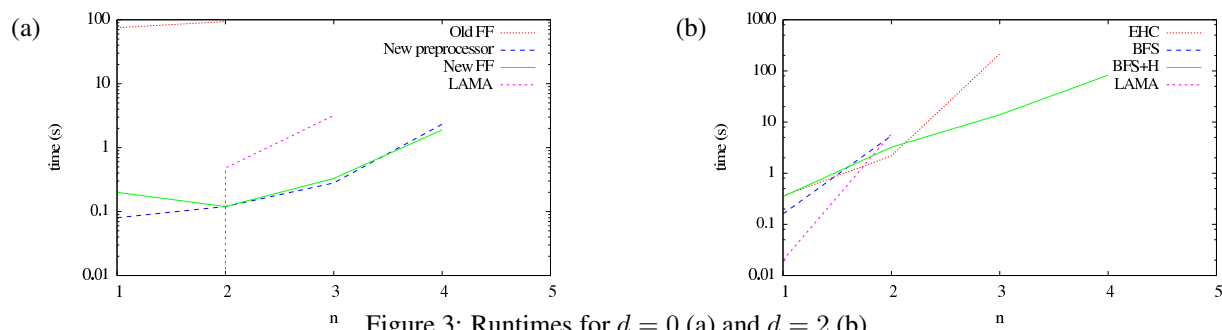 (a)
100
10
1
0.1
0.01
time (s)
Old FF
New preprocessor
New FF
LAMA
1 2 3 4 5
n
(b)
1000
100
10
1
0.1
0.01
time (s)
EHC
BFS
BFS+H
LAMA
1 2 3 4 5
n
Figure 3: Runtimes for d = 0 (a) and d = 2 (b)